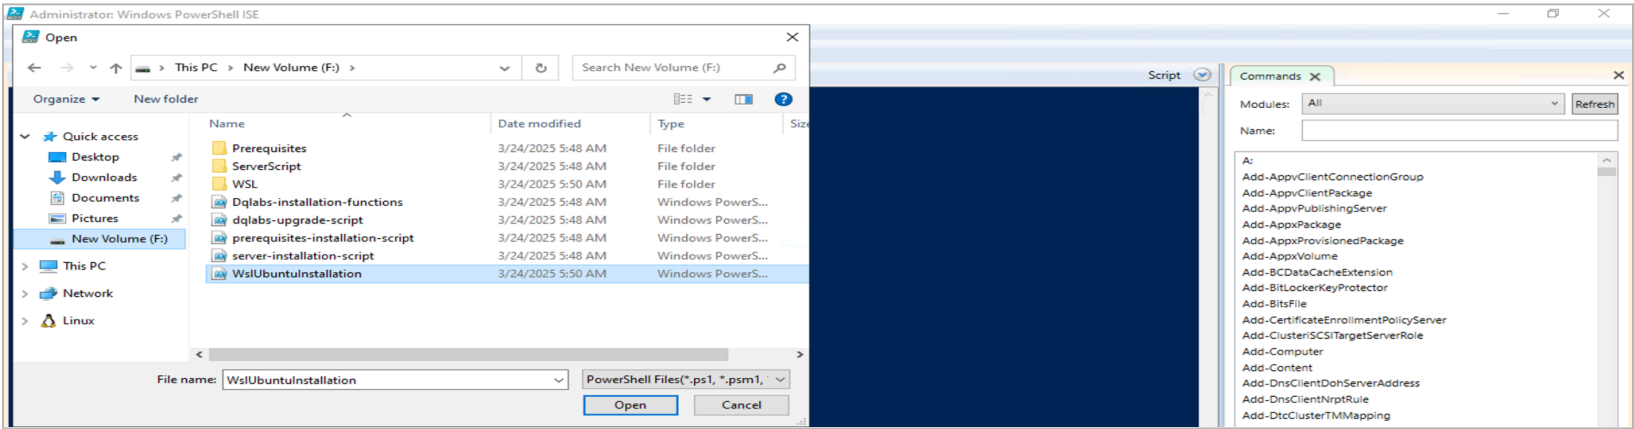 Administrator: Windows PowerShell ISE
Open
This PC > New Volume (F:) >
Search New Volume (F:)
Organize
New folder
Name Date modified Type Size
Quick access
Desktop
Downloads
Documents
Pictures
New Volume (F:)
This PC
Network
Linux
Prerequisites 3/24/2025 5:48 AM File folder
ServerScript 3/24/2025 5:48 AM File folder
WSL 3/24/2025 5:50 AM File folder
Dqlabs-installation-functions 3/24/2025 5:48 AM Windows PowerS...
dqlabs-upgrade-script 3/24/2025 5:48 AM Windows PowerS...
prerequisites-installation-script 3/24/2025 5:48 AM Windows PowerS...
server-installation-script 3/24/2025 5:48 AM Windows PowerS...
WslUbuntuInstallation 3/24/2025 5:50 AM Windows PowerS...
File name: WslUbuntuInstallation
PowerShell Files(*.ps1, *.psm1,
Open Cancel
Script
Commands X
Modules: All Refresh
Name:
A:
Add-AppvClientConnectionGroup
Add-AppvClientPackage
Add-AppvPublishingServer
Add-AppxPackage
Add-AppxProvisionedPackage
Add-AppxVolume
Add-BCDataCacheExtension
Add-BitLockerKeyProtector
Add-BitsFile
Add-CertificateEnrollmentPolicyServer
Add-ClusteriSCSITargetServerRole
Add-Computer
Add-Content
Add-DnsClientDohServerAddress
Add-DnsClientNrptRule
Add-DtcClusterTMMapping